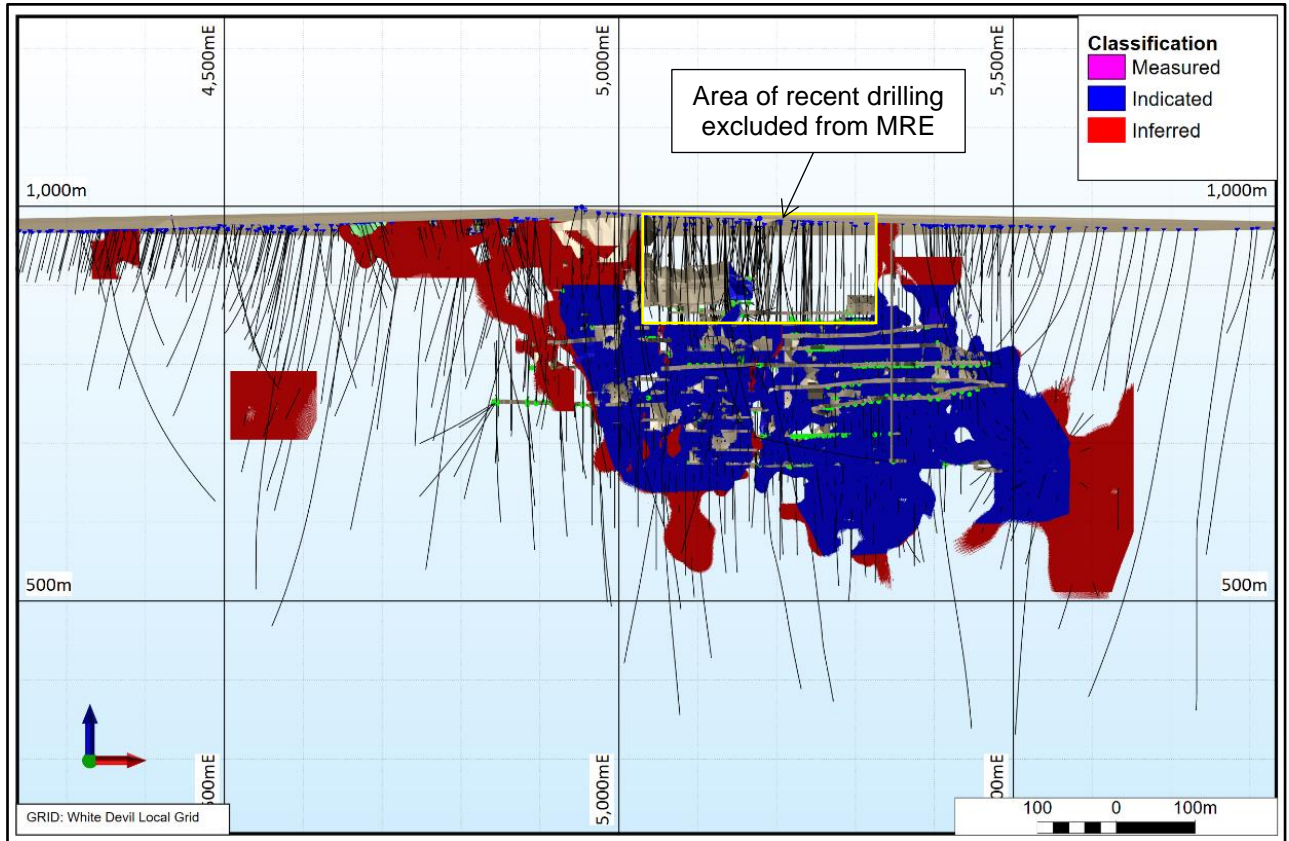 4,500mE
5,000mE
5,500mE
Classification
Measured
Indicated
Inferred
Area of recent drilling
excluded from MRE
1,000m
1,000m
500m
500m
5,000mE
GRID: White Devil Local Grid
100 0 100m